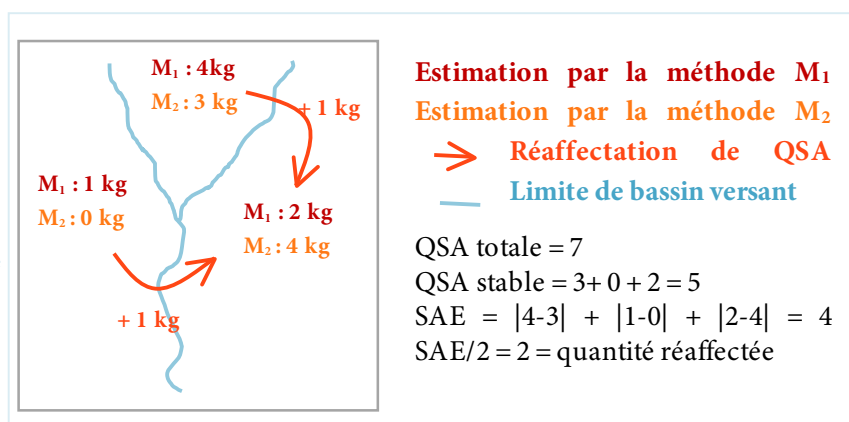 M₁ : 4kg
M₂ : 3 kg
+ 1 kg
M₁ : 1 kg
M₂ : 0 kg
M₁ : 2 kg
M₂ : 4 kg
+ 1 kg
Estimation par la méthode M₁
Estimation par la méthode M₂
Réaffectation de QSA
Limite de bassin versant
QSA totale = 7
QSA stable = 3+ 0 + 2 = 5
SAE = |4-3| + |1-0| + |2-4| = 4
SAE/2 = 2 = quantité réaffectée